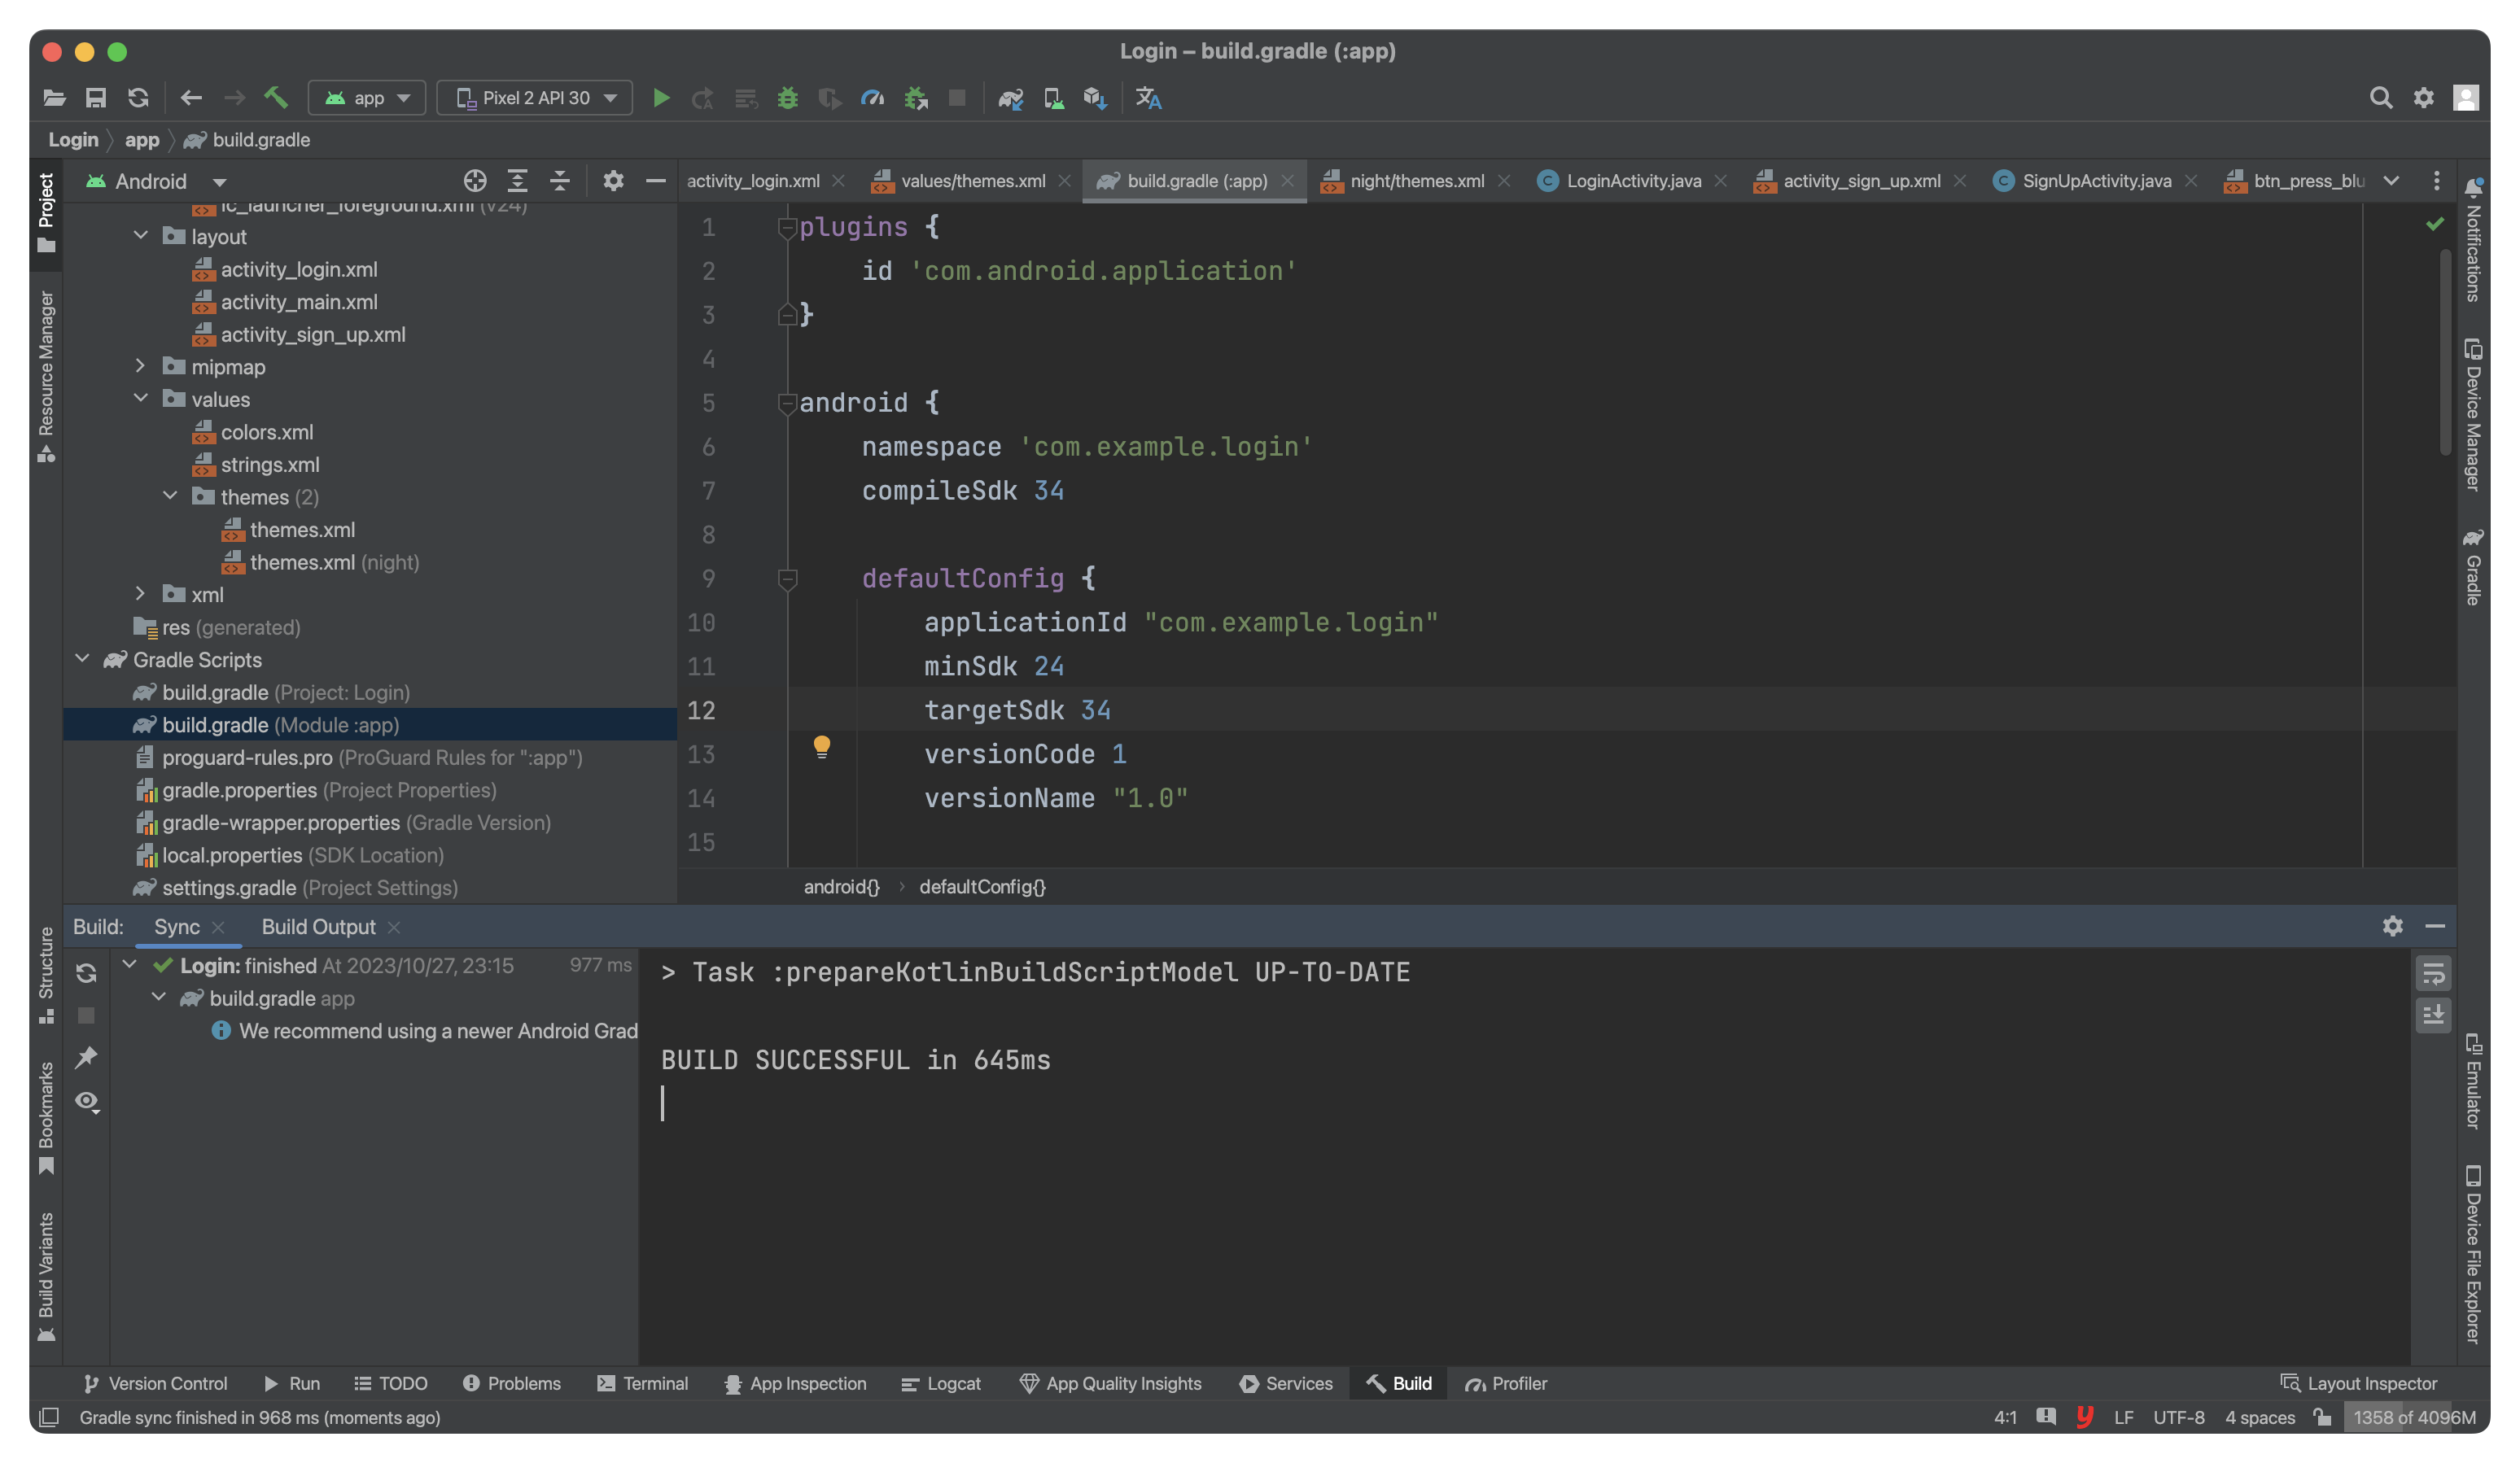 Login – build.gradle (:app)
app
Pixel 2 API 30
Login
app
build.gradle
Project
Resource Manager
Structure
Bookmarks
Build Variants
Android
ic_launcher_foreground.xml (v24)
layout
activity_login.xml
activity_main.xml
activity_sign_up.xml
mipmap
values
colors.xml
strings.xml
themes (2)
themes.xml
themes.xml (night)
xml
res (generated)
Gradle Scripts
build.gradle (Project: Login)
build.gradle (Module :app)
proguard-rules.pro (ProGuard Rules for ":app")
gradle.properties (Project Properties)
gradle-wrapper.properties (Gradle Version)
local.properties (SDK Location)
settings.gradle (Project Settings)
activity_login.xml
values/themes.xml
build.gradle (:app)
night/themes.xml
LoginActivity.java
activity_sign_up.xml
SignUpActivity.java
btn_press_blu
1 plugins {
2 id 'com.android.application'
3 }
4
5 android {
6 namespace 'com.example.login'
7 compileSdk 34
8
9 defaultConfig {
10 applicationId "com.example.login"
11 minSdk 24
12 targetSdk 34
13 versionCode 1
14 versionName "1.0"
15
android{} › defaultConfig{}
Notifications
Device Manager
Gradle
Emulator
Device File Explorer
Build:
Sync
Build Output
Login: finished At 2023/10/27, 23:15 977 ms
build.gradle app
We recommend using a newer Android Grad
> Task :prepareKotlinBuildScriptModel UP-TO-DATE
BUILD SUCCESSFUL in 645ms
Version Control
Run
TODO
Problems
Terminal
App Inspection
Logcat
App Quality Insights
Services
Build
Profiler
Layout Inspector
Gradle sync finished in 968 ms (moments ago)
4:1
LF
UTF-8
4 spaces
1358 of 4096M